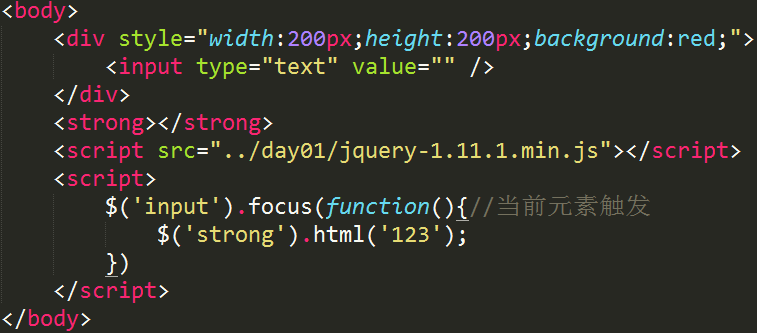 <body>
<div style="width:200px;height:200px;background:red;">
<input type="text" value="" />
</div>
<strong></strong>
<script src="../day01/jquery-1.11.1.min.js"></script>
<script>
$('input').focus(function(){//当前元素触发
$('strong').html('123');
})
</script>
</body>